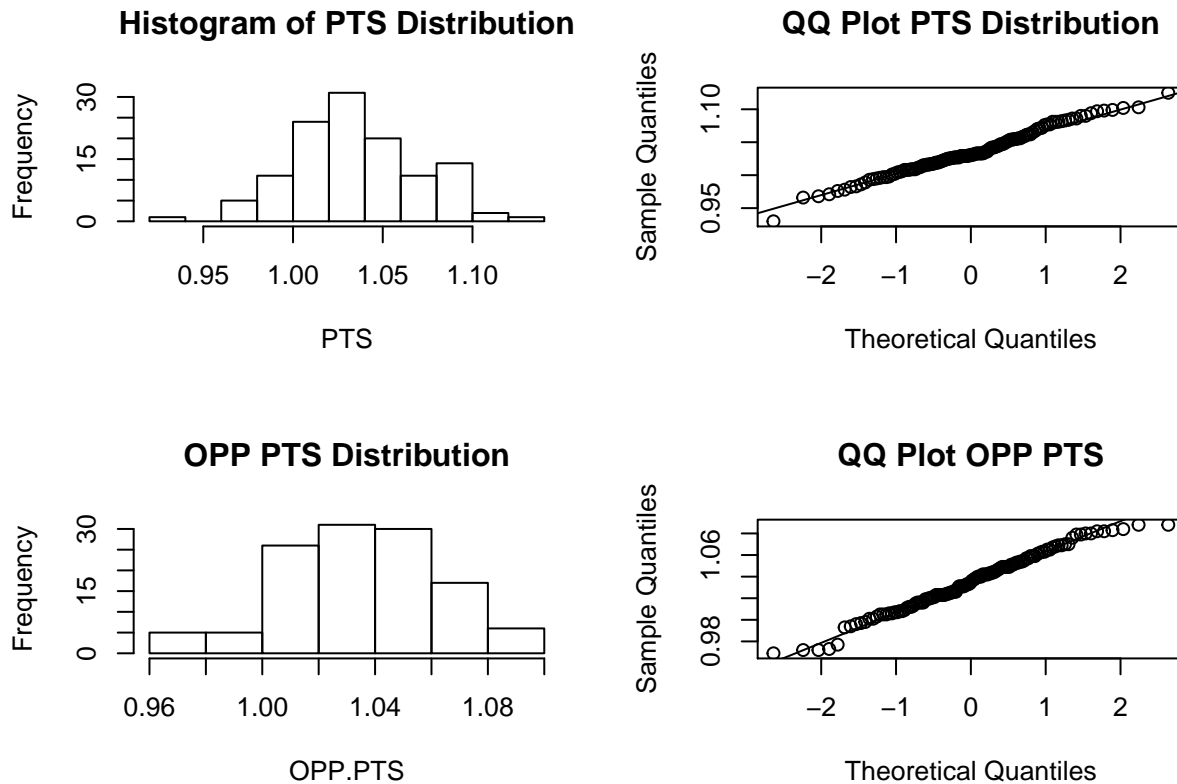 Histogram of PTS Distribution
Frequency
0 15 30
0.95 1.00 1.05 1.10
PTS
QQ Plot PTS Distribution
Sample Quantiles
0.95 1.10
−2 −1 0 1 2
Theoretical Quantiles
OPP PTS Distribution
Frequency
0 15 30
0.96 1.00 1.04 1.08
OPP.PTS
QQ Plot OPP PTS
Sample Quantiles
0.98 1.06
−2 −1 0 1 2
Theoretical Quantiles